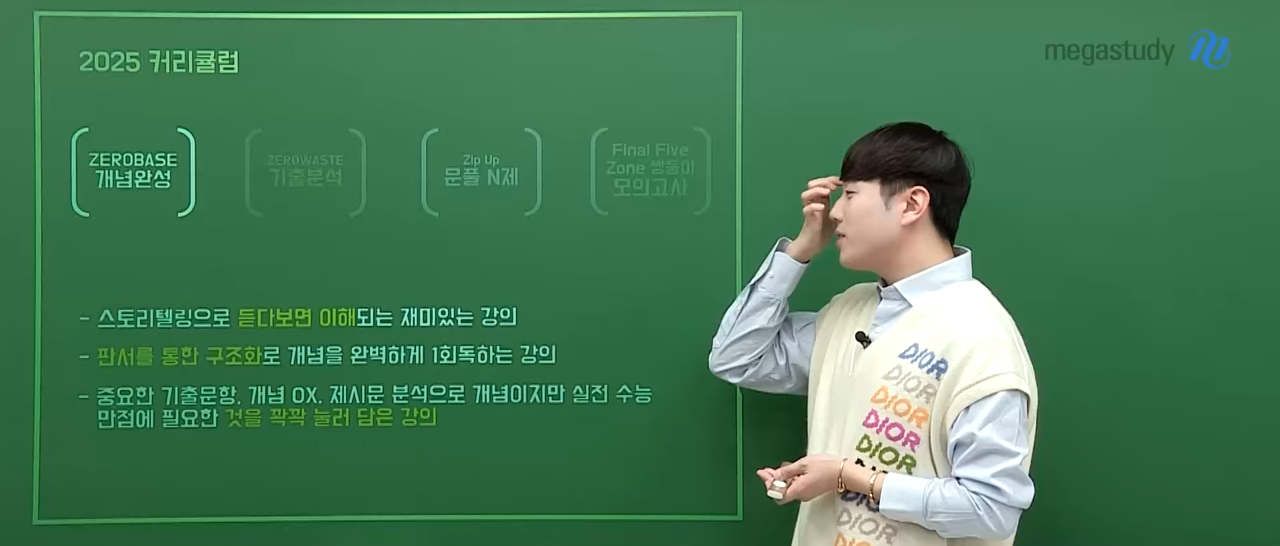 2025 커리큘럼
megastudy
ZEROBASE
개념완성
ZEROWASTE
기출분석
Zip Up
문풀 N제
Final Five
Zone 쌍둥이
모의고사
- 스토리텔링으로 듣다보면 이해되는 재미있는 강의
- 판서를 통한 구조화로 개념을 완벽하게 1회독하는 강의
- 중요한 기출문항, 개념 OX, 제시문 분석으로 개념이지만 실전 수능
만점에 필요한 것을 꽉꽉 눌러 담은 강의
DIOR
DIOR
DIOR
DIOR
DIOR
DIOR
DIOR